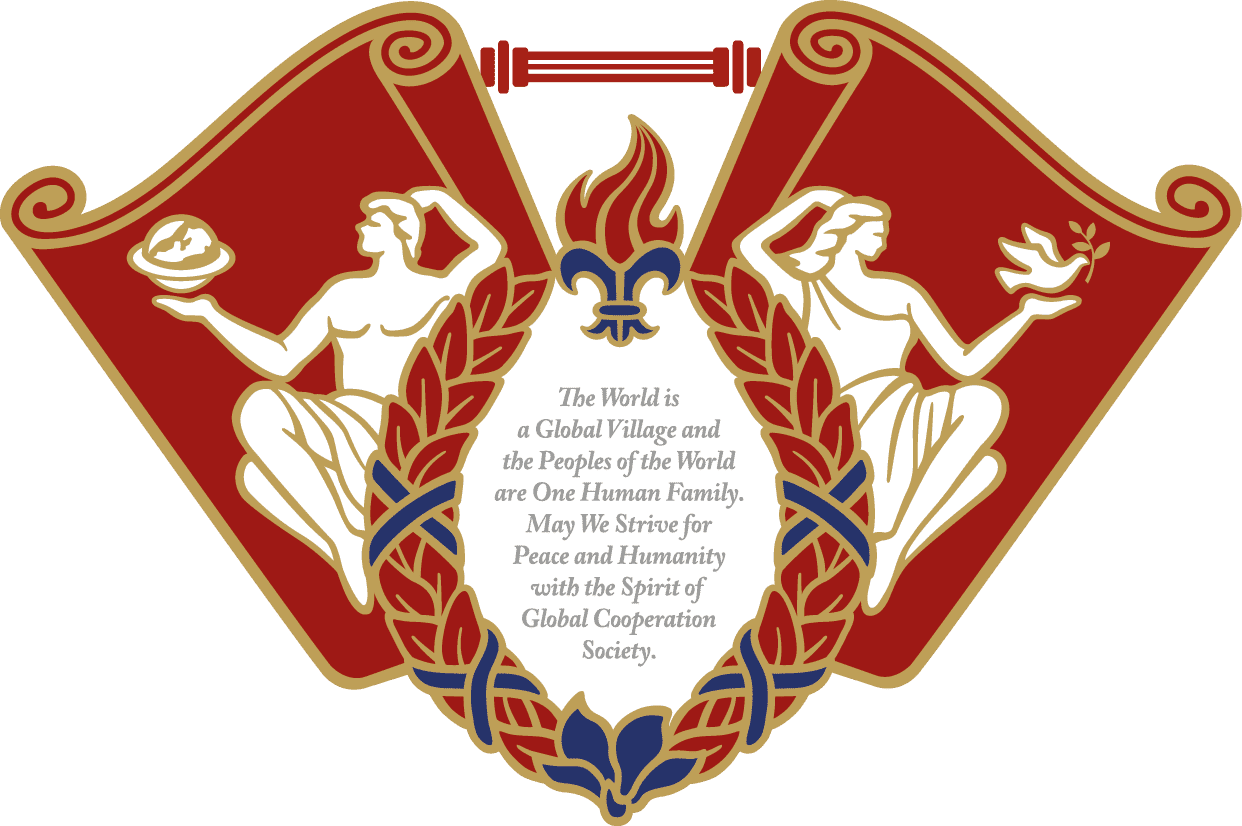 The World is
a Global Village and
the Peoples of the World
are One Human Family.
May We Strive for
Peace and Humanity
with the Spirit of
Global Cooperation
Society.